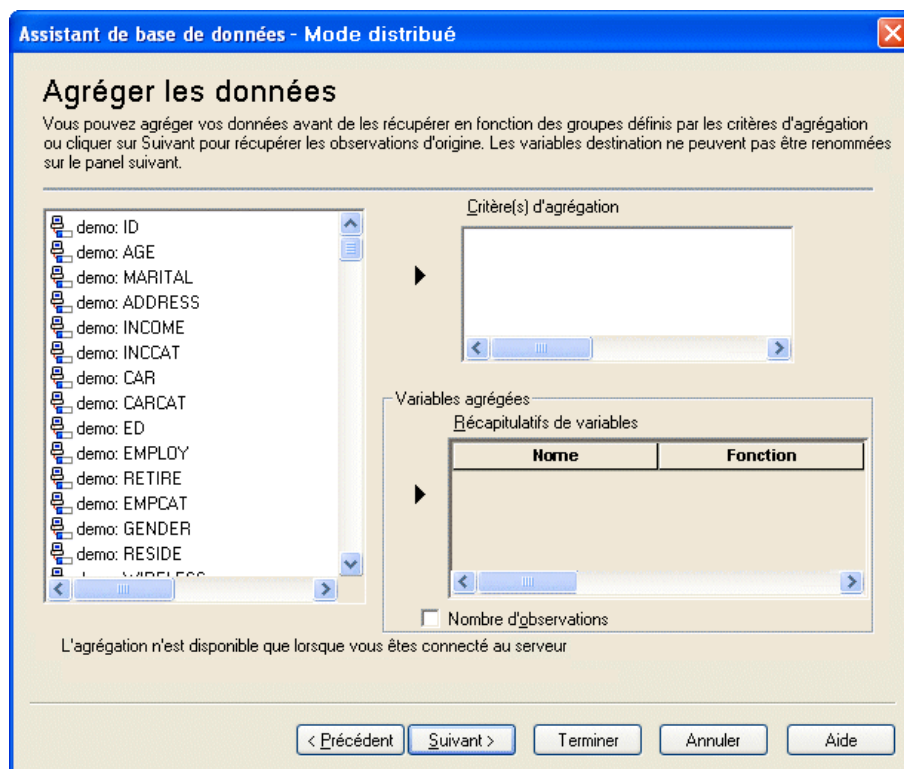 Assistant de base de données - Mode distribué
Agréger les données
Vous pouvez agréger vos données avant de les récupérer en fonction des groupes définis par les critères d'agrégation
ou cliquer sur Suivant pour récupérer les observations d'origine. Les variables destination ne peuvent pas être renommées
sur le panel suivant.
demo: ID
demo: AGE
demo: MARITAL
demo: ADDRESS
demo: INCOME
demo: INCCAT
demo: CAR
demo: CARCAT
demo: ED
demo: EMPLOY
demo: RETIRE
demo: EMPCAT
demo: GENDER
demo: RESIDE
Critère(s) d'agrégation
Variables agrégées
Récapitulatifs de variables
Nome Fonction
Nombre d'observations
L'agrégation n'est disponible que lorsque vous êtes connecté au serveur
< Précédent Suivant > Terminer Annuler Aide